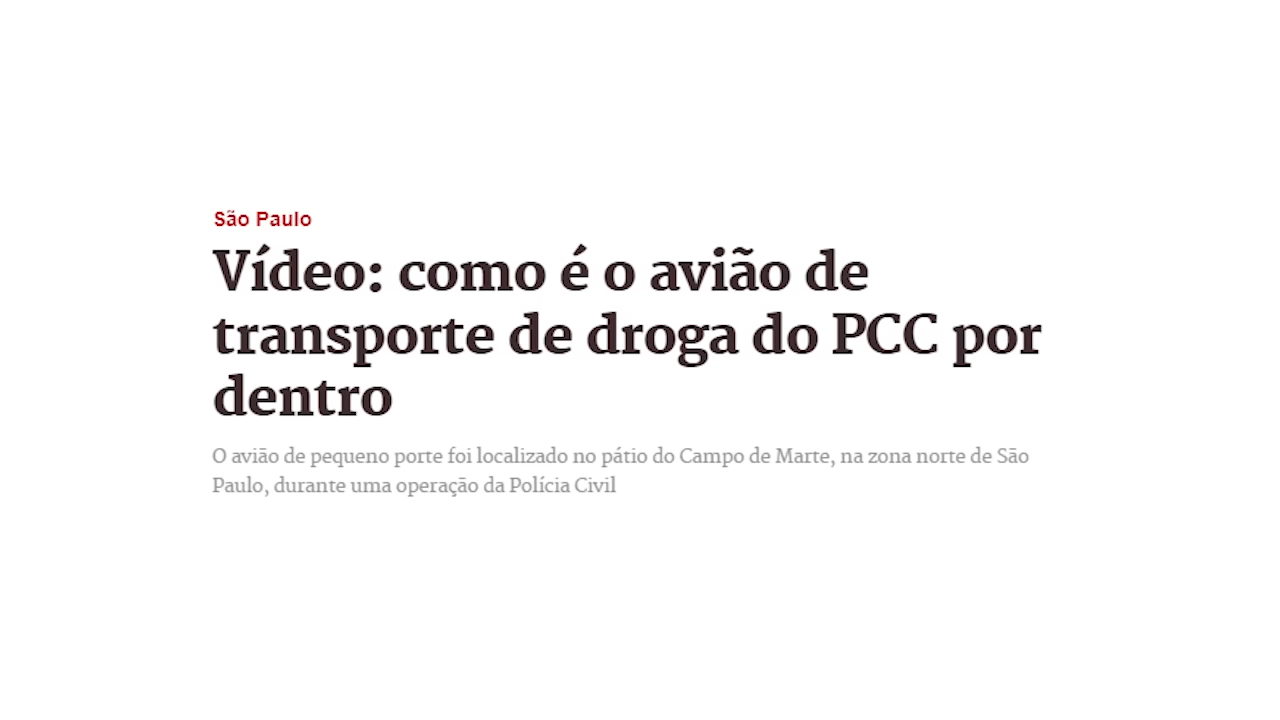 São Paulo
Vídeo: como é o avião de
transporte de droga do PCC por
dentro
O avião de pequeno porte foi localizado no pátio do Campo de Marte, na zona norte de São
Paulo, durante uma operação da Polícia Civil